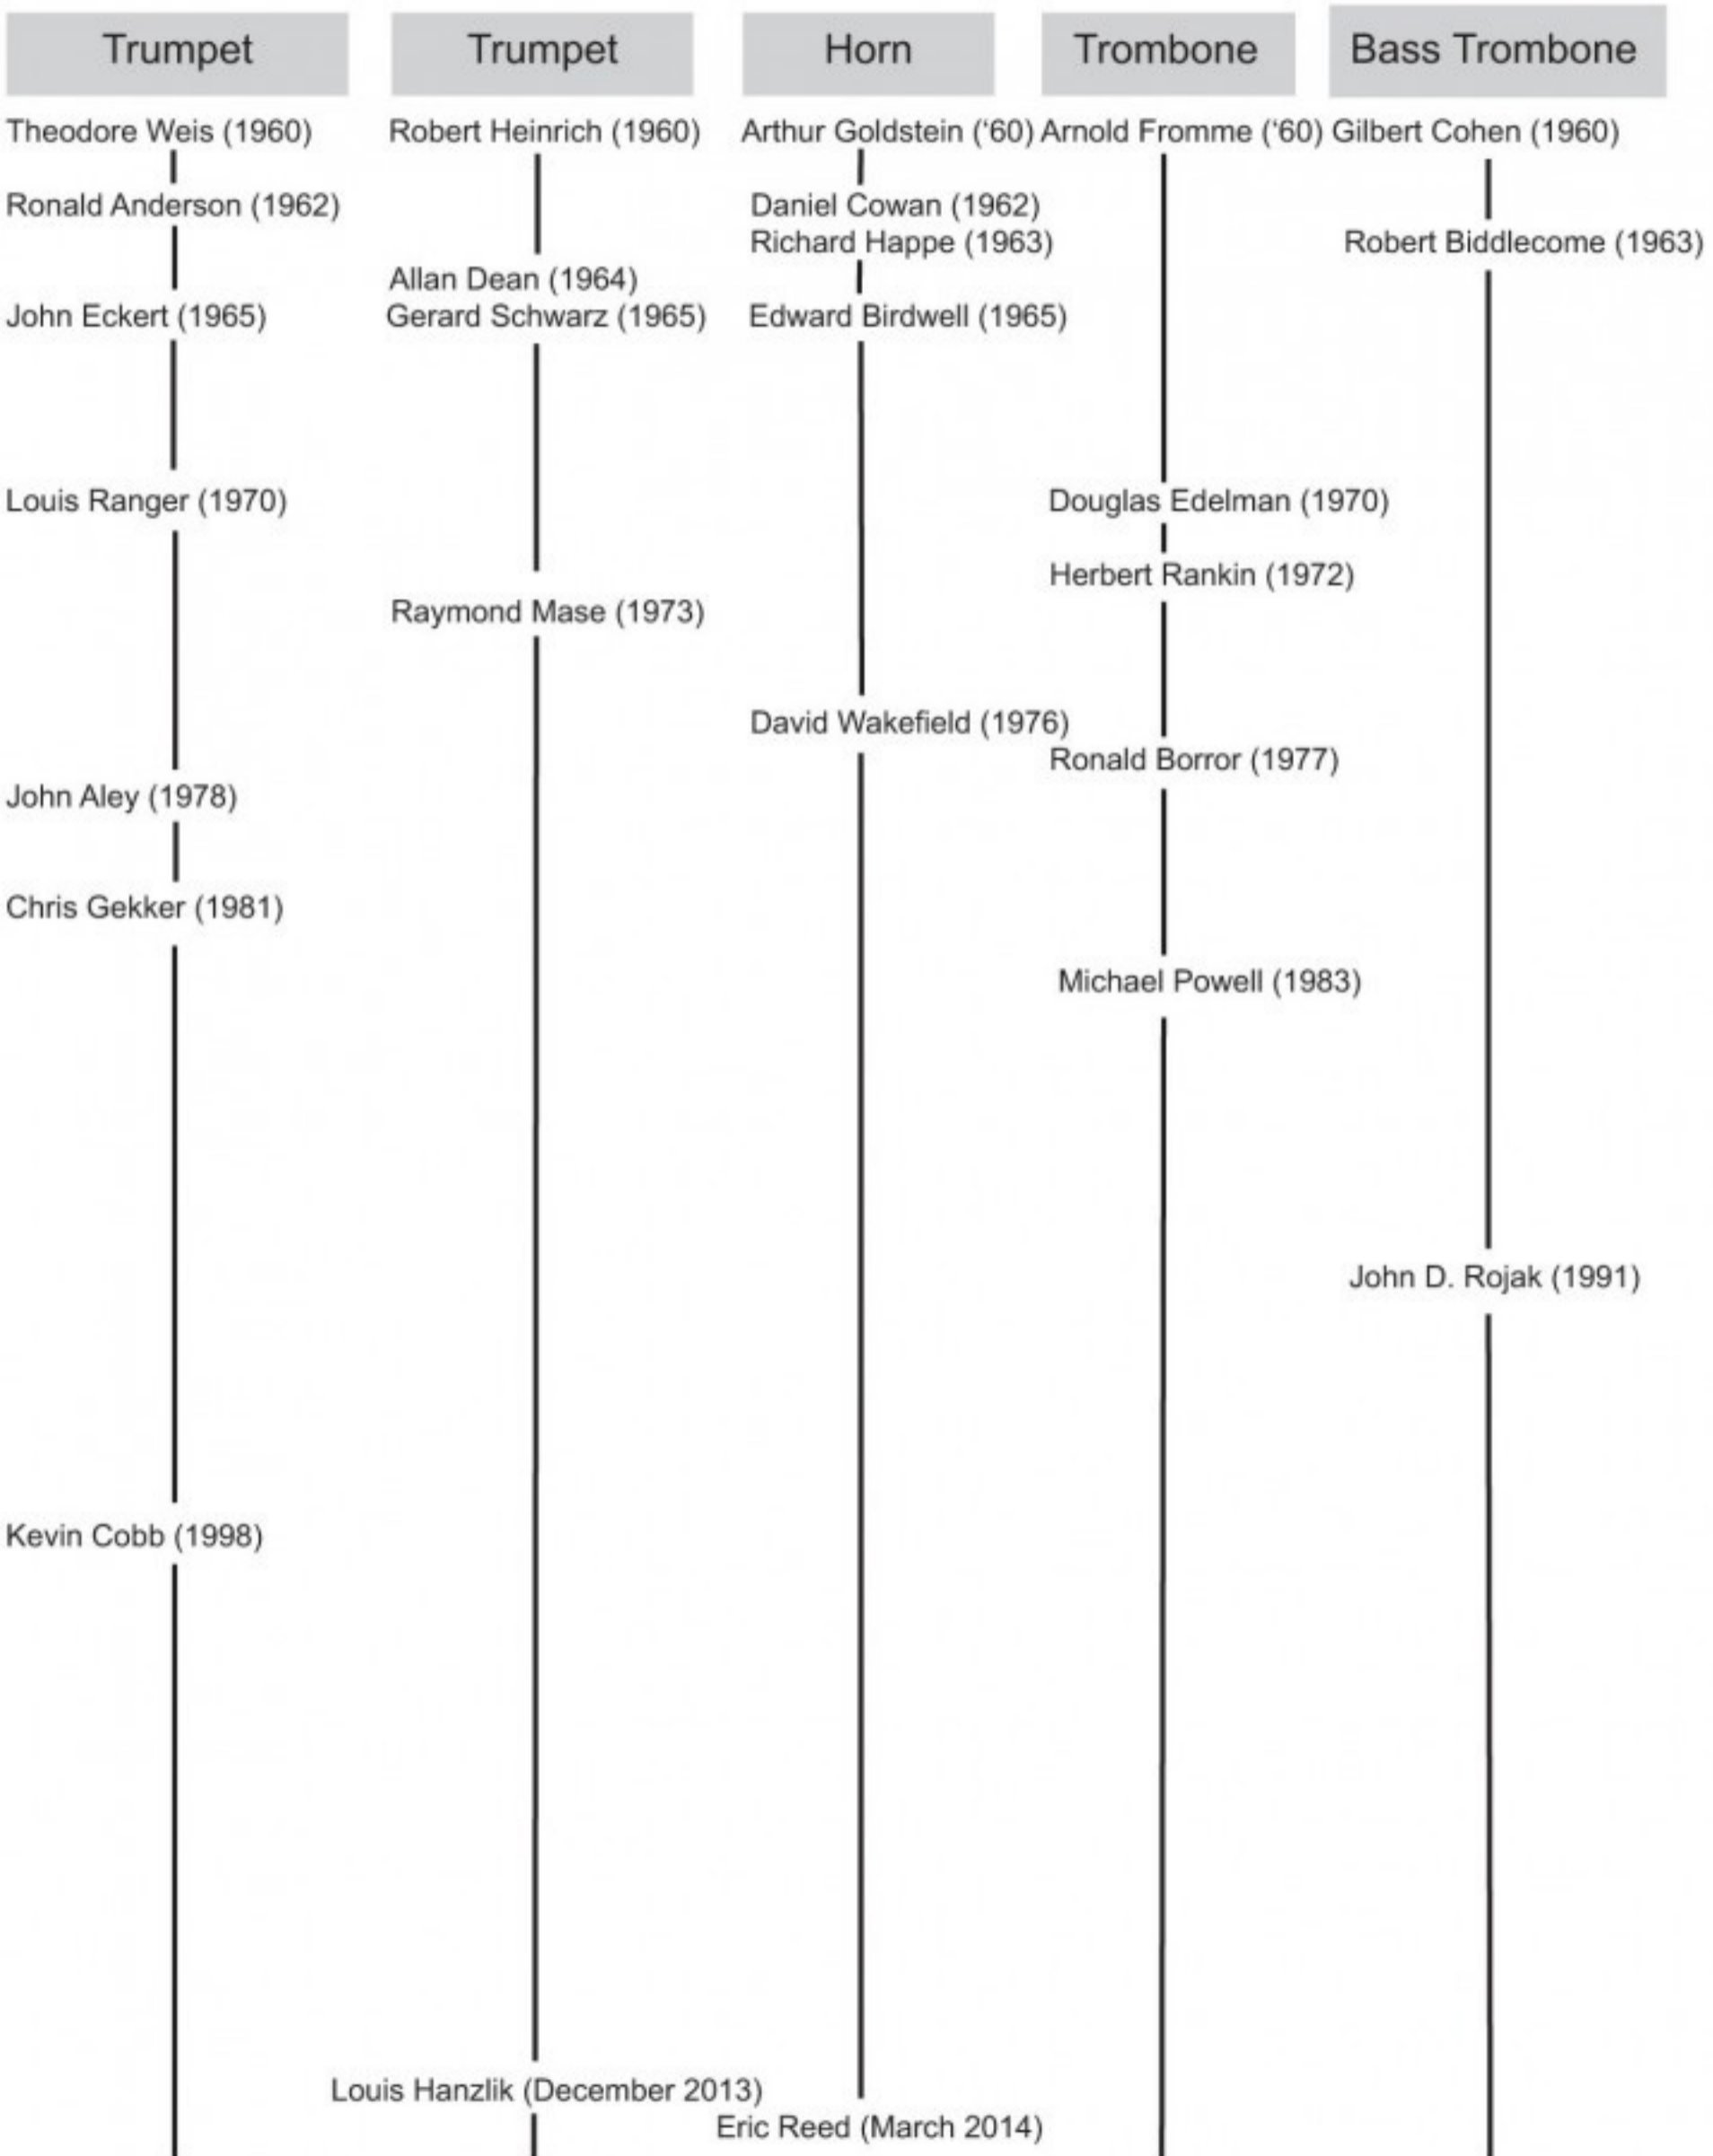 Trumpet Trumpet Horn Trombone Bass Trombone
Theodore Weis (1960) Robert Heinrich (1960) Arthur Goldstein (‘60) Arnold Fromme (‘60) Gilbert Cohen (1960)
Ronald Anderson (1962) Daniel Cowan (1962)
Richard Happe (1963) Robert Biddlecome (1963)
Allan Dean (1964)
John Eckert (1965) Gerard Schwarz (1965) Edward Birdwell (1965)
Louis Ranger (1970) Douglas Edelman (1970)
Herbert Rankin (1972)
Raymond Mase (1973)
David Wakefield (1976)
Ronald Borror (1977)
John Aley (1978)
Chris Gekker (1981)
Michael Powell (1983)
John D. Rojak (1991)
Kevin Cobb (1998)
Louis Hanzlik (December 2013)
Eric Reed (March 2014)